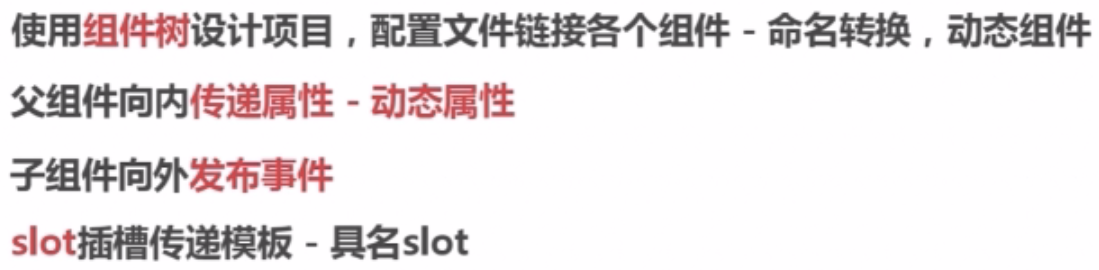 使用组件树设计项目，配置文件链接各个组件 - 命名转换，动态组件
父组件向内传递属性 - 动态属性
子组件向外发布事件
slot插槽传递模板 - 具名slot